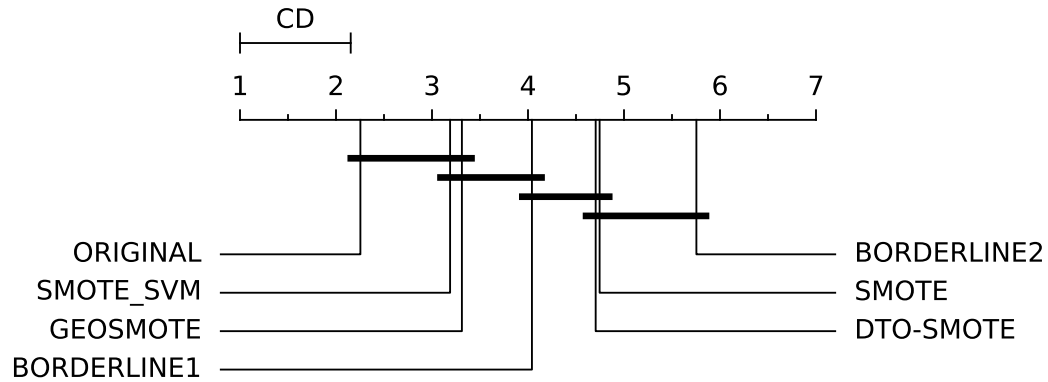 CD
1 2 3 4 5 6 7
ORIGINAL BORDERLINE2
SMOTE_SVM SMOTE
GEOSMOTE DTO-SMOTE
BORDERLINE1